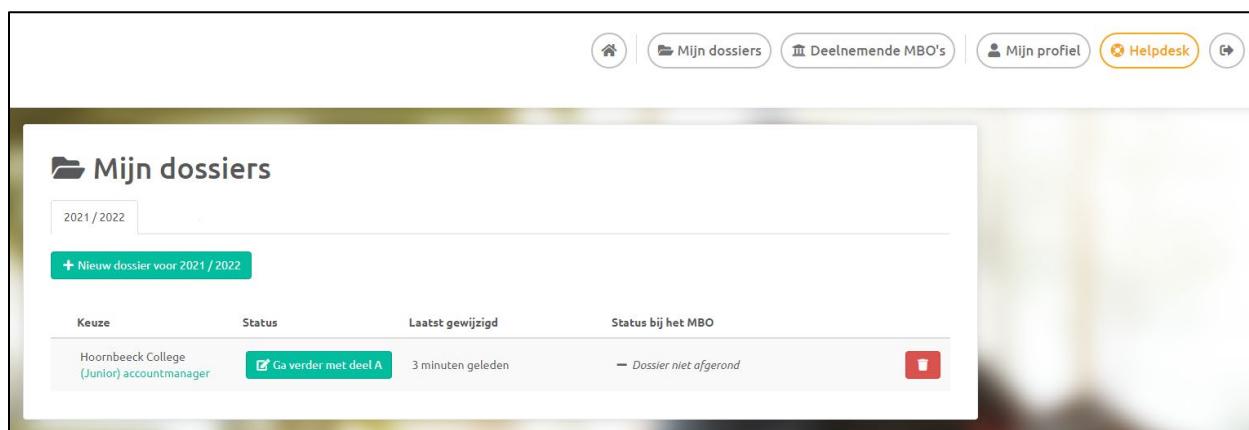 Mijn dossiers
Deelnemende MBO's
Mijn profiel
Helpdesk
Mijn dossiers
2021 / 2022
Nieuw dossier voor 2021 / 2022
Keuze Status Laatst gewijzigd Status bij het MBO
Hoornbeeck College
(Junior) accountmanager
Ga verder met deel A
3 minuten geleden
Dossier niet afgerond